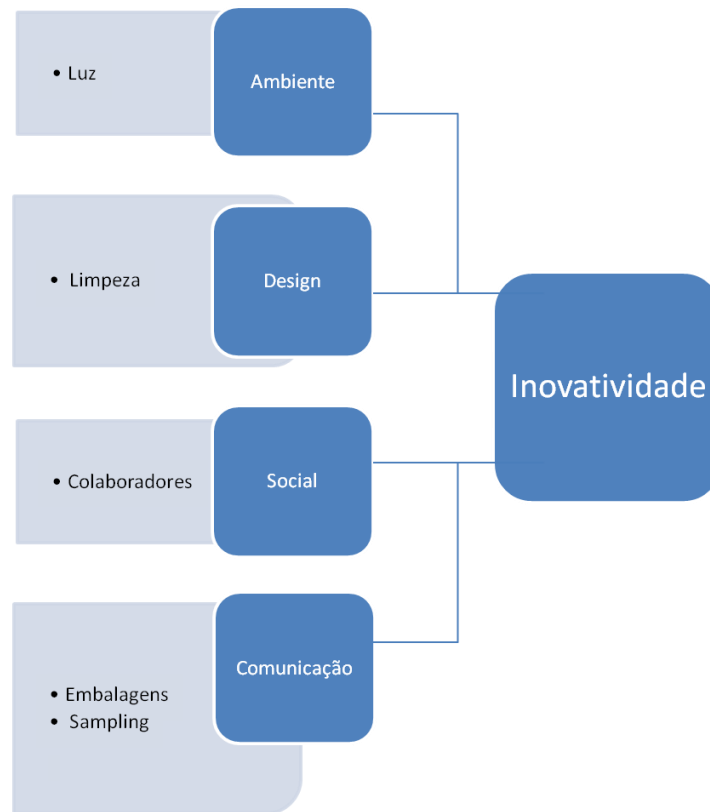 • Luz
Ambiente
• Limpeza
Design
Inovatividade
• Colaboradores
Social
Comunicação
• Embalagens
• Sampling